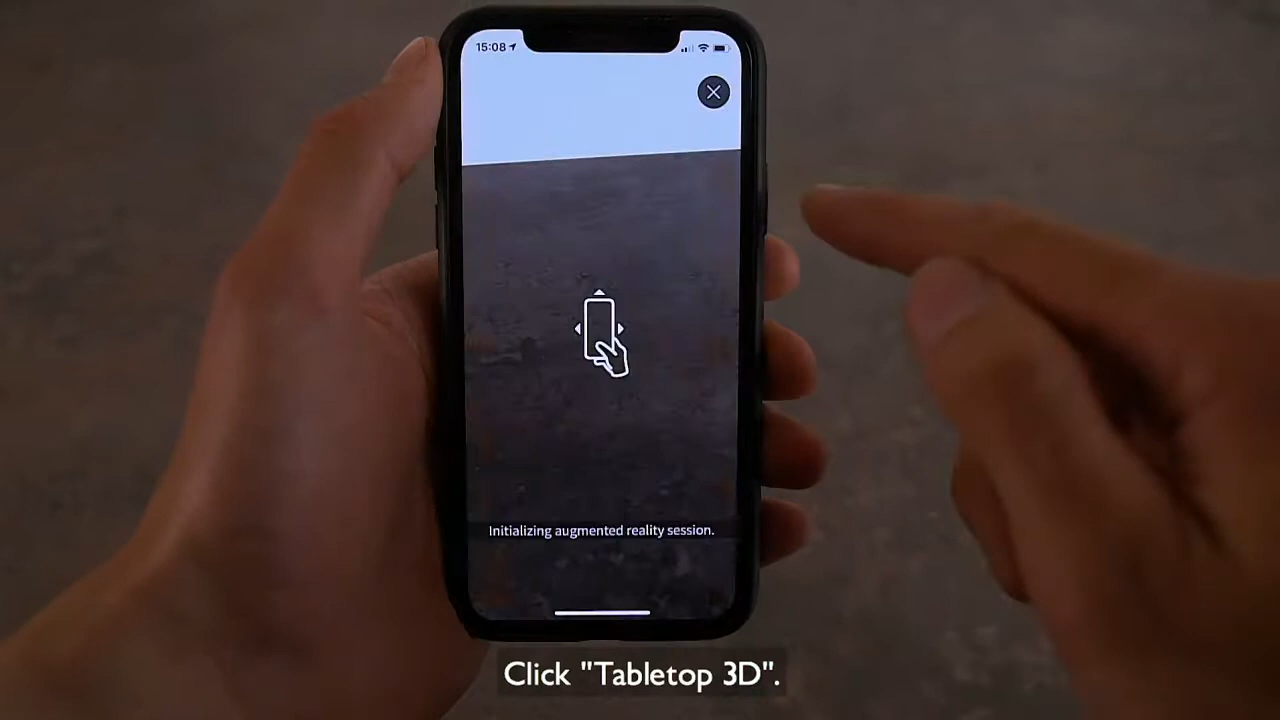 15:08
Initializing augmented reality session.
Click "Tabletop 3D".